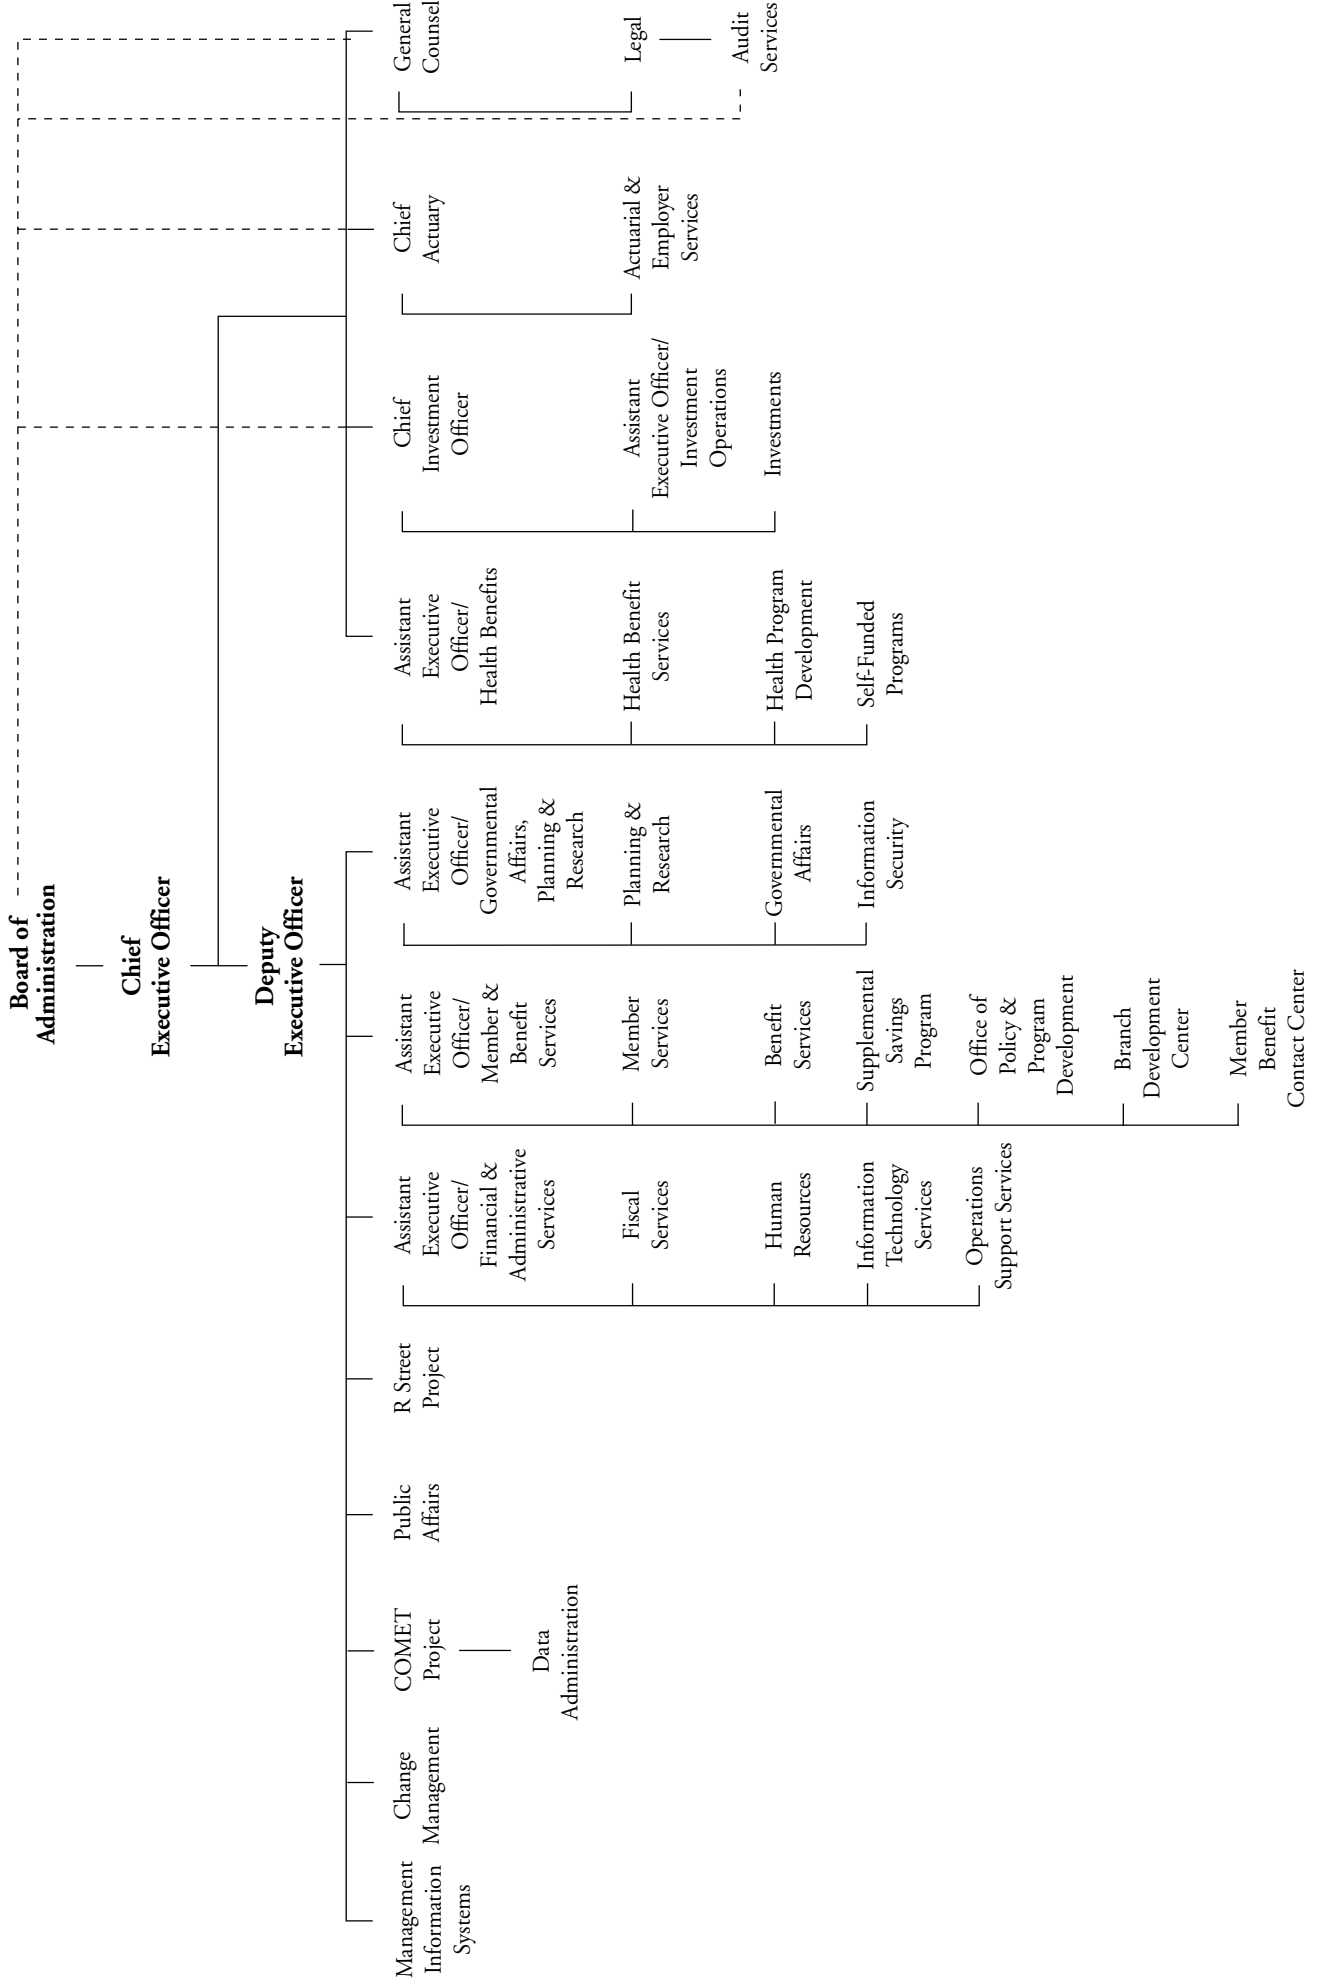 Board of
Administration
Chief
Executive Officer
Deputy
Executive Officer
Management
Information
Systems
Change
Management
COMET
Project
Data
Administration
Public
Affairs
R Street
Project
Assistant
Executive
Officer/
Financial &
Administrative
Services
Fiscal
Services
Human
Resources
Information
Technology
Services
Operations
Support Services
Assistant
Executive
Officer/
Member &
Benefit
Services
Member
Services
Benefit
Services
Supplemental
Savings
Program
Office of
Policy &
Program
Development
Branch
Development
Center
Member
Benefit
Contact Center
Assistant
Executive
Officer/
Governmental
Affairs,
Planning &
Research
Planning &
Research
Governmental
Affairs
Information
Security
Assistant
Executive
Officer/
Health Benefits
Health Benefit
Services
Health Program
Development
Self-Funded
Programs
Chief
Investment
Officer
Assistant
Executive Officer/
Investment
Operations
Investments
Chief
Actuary
Actuarial &
Employer
Services
General
Counsel
Legal
Audit
Services